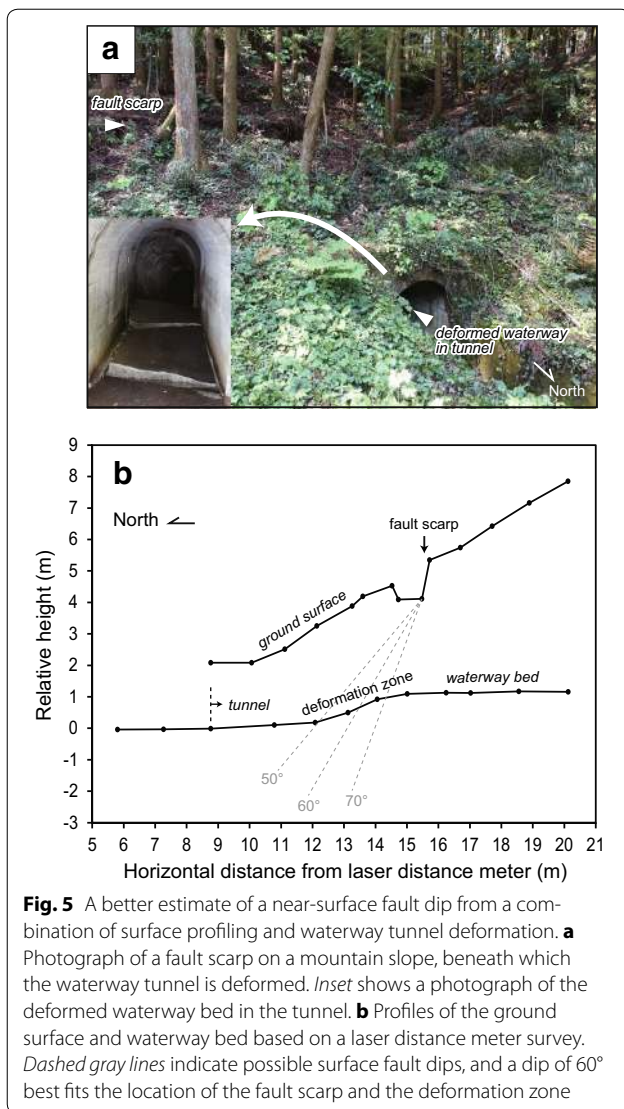 a
fault scarp
deformed waterway
in tunnel
North
b
North
fault scarp
ground surface
deformation zone
waterway bed
tunnel
50°
60°
70°
9
8
7
6
5
4
3
2
1
0
-1
-2
-3
Relative height (m)
5 6 7 8 9 10 11 12 13 14 15 16 17 18 19 20 21
Horizontal distance from laser distance meter (m)
Fig. 5 A better estimate of a near-surface fault dip from a com-
bination of surface profiling and waterway tunnel deformation. a
Photograph of a fault scarp on a mountain slope, beneath which
the waterway tunnel is deformed. Inset shows a photograph of the
deformed waterway bed in the tunnel. b Profiles of the ground
surface and waterway bed based on a laser distance meter survey.
Dashed gray lines indicate possible surface fault dips, and a dip of 60°
best fits the location of the fault scarp and the deformation zone